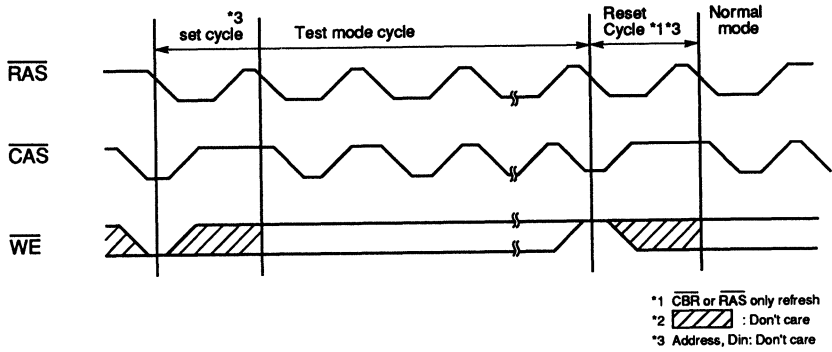 *3
set cycle
Test mode cycle
Reset
Cycle *1*3
Normal
mode
RAS
CAS
WE
*1 CBR or RAS only refresh
*2 : Don't care
*3 Address, Din: Don't care